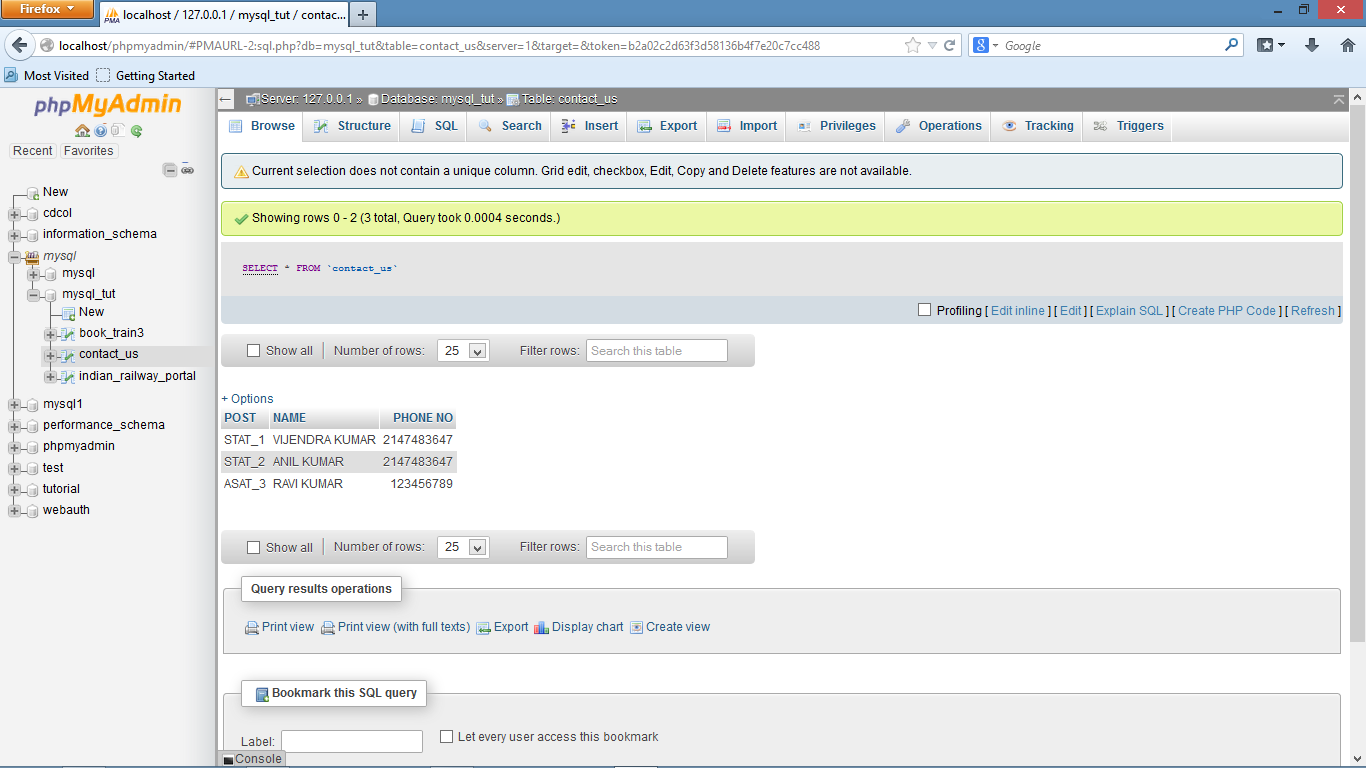 Firefox
localhost / 127.0.0.1 / mysql_tut / contac...
localhost/phpmyadmin/#PMAURL-2:sql.php?db=mysql_tut&table=contact_us&server=1&target=&token=b2a02c2d63f3d58136b4f7e20c7cc488
Google
Most Visited Getting Started
phpMyAdmin
Recent Favorites
New
cdcol
information_schema
mysql
mysql
mysql_tut
New
book_train3
contact_us
indian_railway_portal
mysql1
performance_schema
phpmyadmin
test
tutorial
webauth
Server: 127.0.0.1 » Database: mysql_tut » Table: contact_us
Browse Structure SQL Search Insert Export Import Privileges Operations Tracking Triggers
Current selection does not contain a unique column. Grid edit, checkbox, Edit, Copy and Delete features are not available.
Showing rows 0 - 2 (3 total, Query took 0.0004 seconds.)
SELECT * FROM `contact_us`
Profiling [ Edit inline ] [ Edit ] [ Explain SQL ] [ Create PHP Code ] [ Refresh ]
Show all Number of rows: 25 Filter rows: Search this table
+ Options
POST NAME PHONE NO
STAT_1 VIJENDRA KUMAR 2147483647
STAT_2 ANIL KUMAR 2147483647
ASAT_3 RAVI KUMAR 123456789
Show all Number of rows: 25 Filter rows: Search this table
Query results operations
Print view Print view (with full texts) Export Display chart Create view
Bookmark this SQL query
Label: Let every user access this bookmark
Console